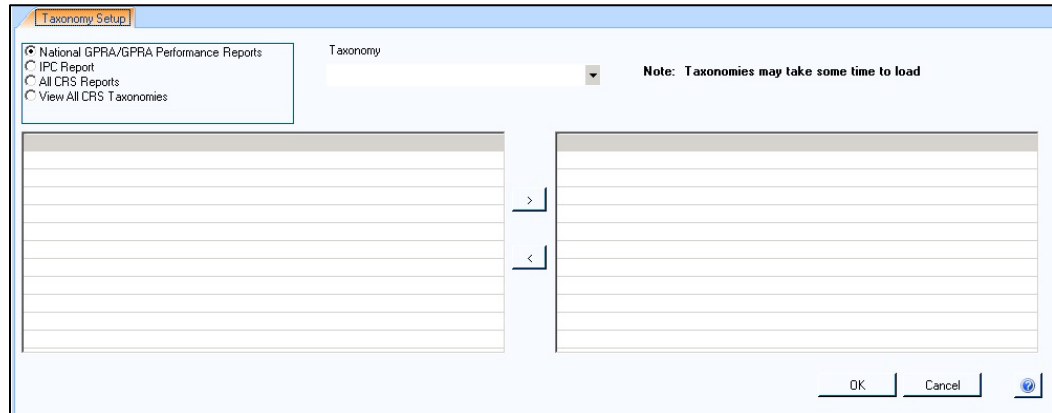 Taxonomy Setup
National GPRA/GPRA Performance Reports
IPC Report
All CRS Reports
View All CRS Taxonomies
Taxonomy
Note: Taxonomies may take some time to load
>
<
OK
Cancel
?